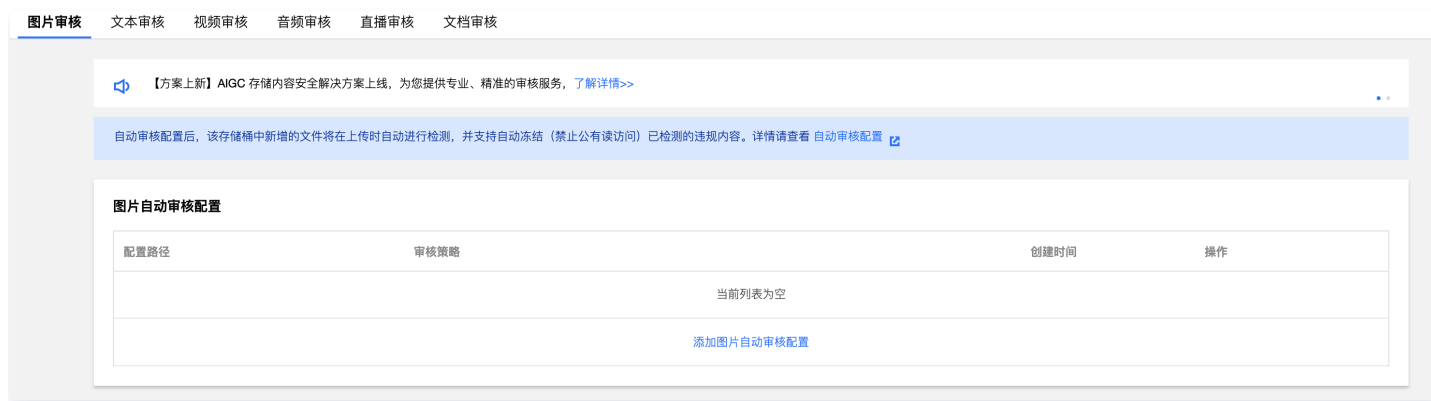 图片审核 文本审核 视频审核 音频审核 直播审核 文档审核
【方案上新】AIGC 存储内容安全解决方案上线，为您提供专业、精准的审核服务，了解详情>>
自动审核配置后，该存储桶中新增的文件将在上传时自动进行检测，并支持自动冻结（禁止公有读访问）已检测的违规内容。详情请查看 自动审核配置
图片自动审核配置
配置路径 审核策略 创建时间 操作
当前列表为空
添加图片自动审核配置